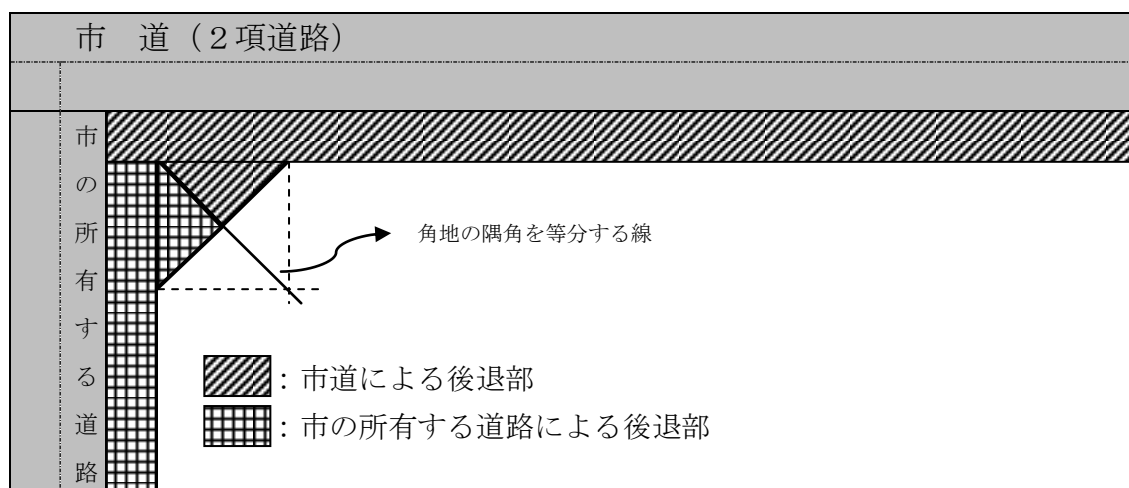 市　道（２項道路）
市の所有する道路
角地の隅角を等分する線
：市道による後退部
：市の所有する道路による後退部